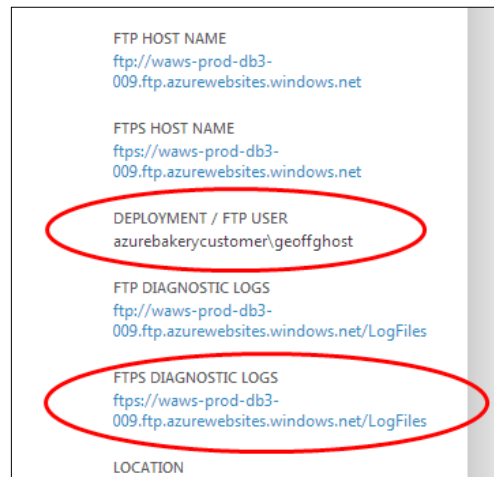 FTP HOST NAME
ftp://waws-prod-db3-
009.ftp.azurewebsites.windows.net
FTPS HOST NAME
ftps://waws-prod-db3-
009.ftp.azurewebsites.windows.net
DEPLOYMENT / FTP USER
azurebakerycustomer\geoffghost
FTP DIAGNOSTIC LOGS
ftp://waws-prod-db3-
009.ftp.azurewebsites.windows.net/LogFiles
FTPS DIAGNOSTIC LOGS
ftps://waws-prod-db3-
009.ftp.azurewebsites.windows.net/LogFiles
LOCATION